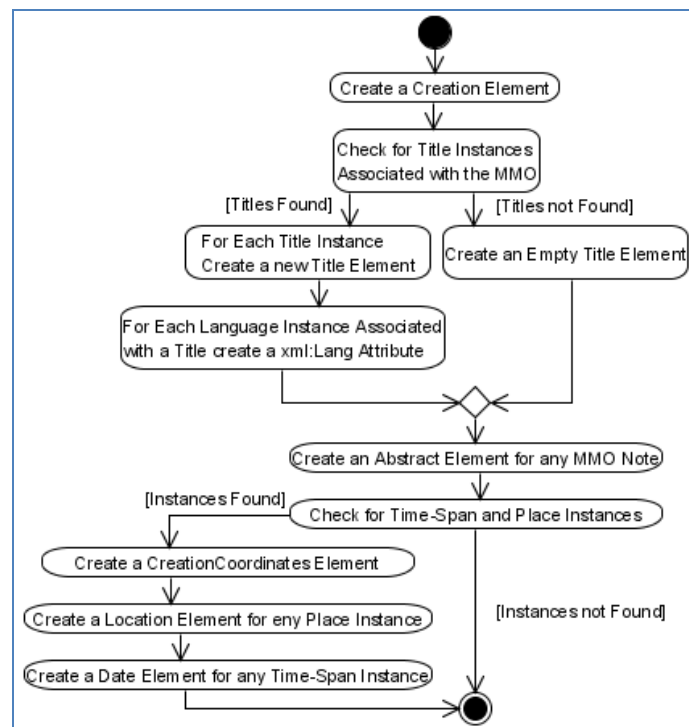 Create a Creation Element
Check for Title Instances
Associated with the MMO
[Titles Found]
[Titles not Found]
For Each Title Instance
Create a new Title Element
Create an Empty Title Element
For Each Language Instance Associated
with a Title create a xml:Lang Attribute
Create an Abstract Element for any MMO Note
[Instances Found]
Check for Time-Span and Place Instances
Create a CreationCoordinates Element
Create a Location Element for eny Place Instance
[Instances not Found]
Create a Date Element for any Time-Span Instance